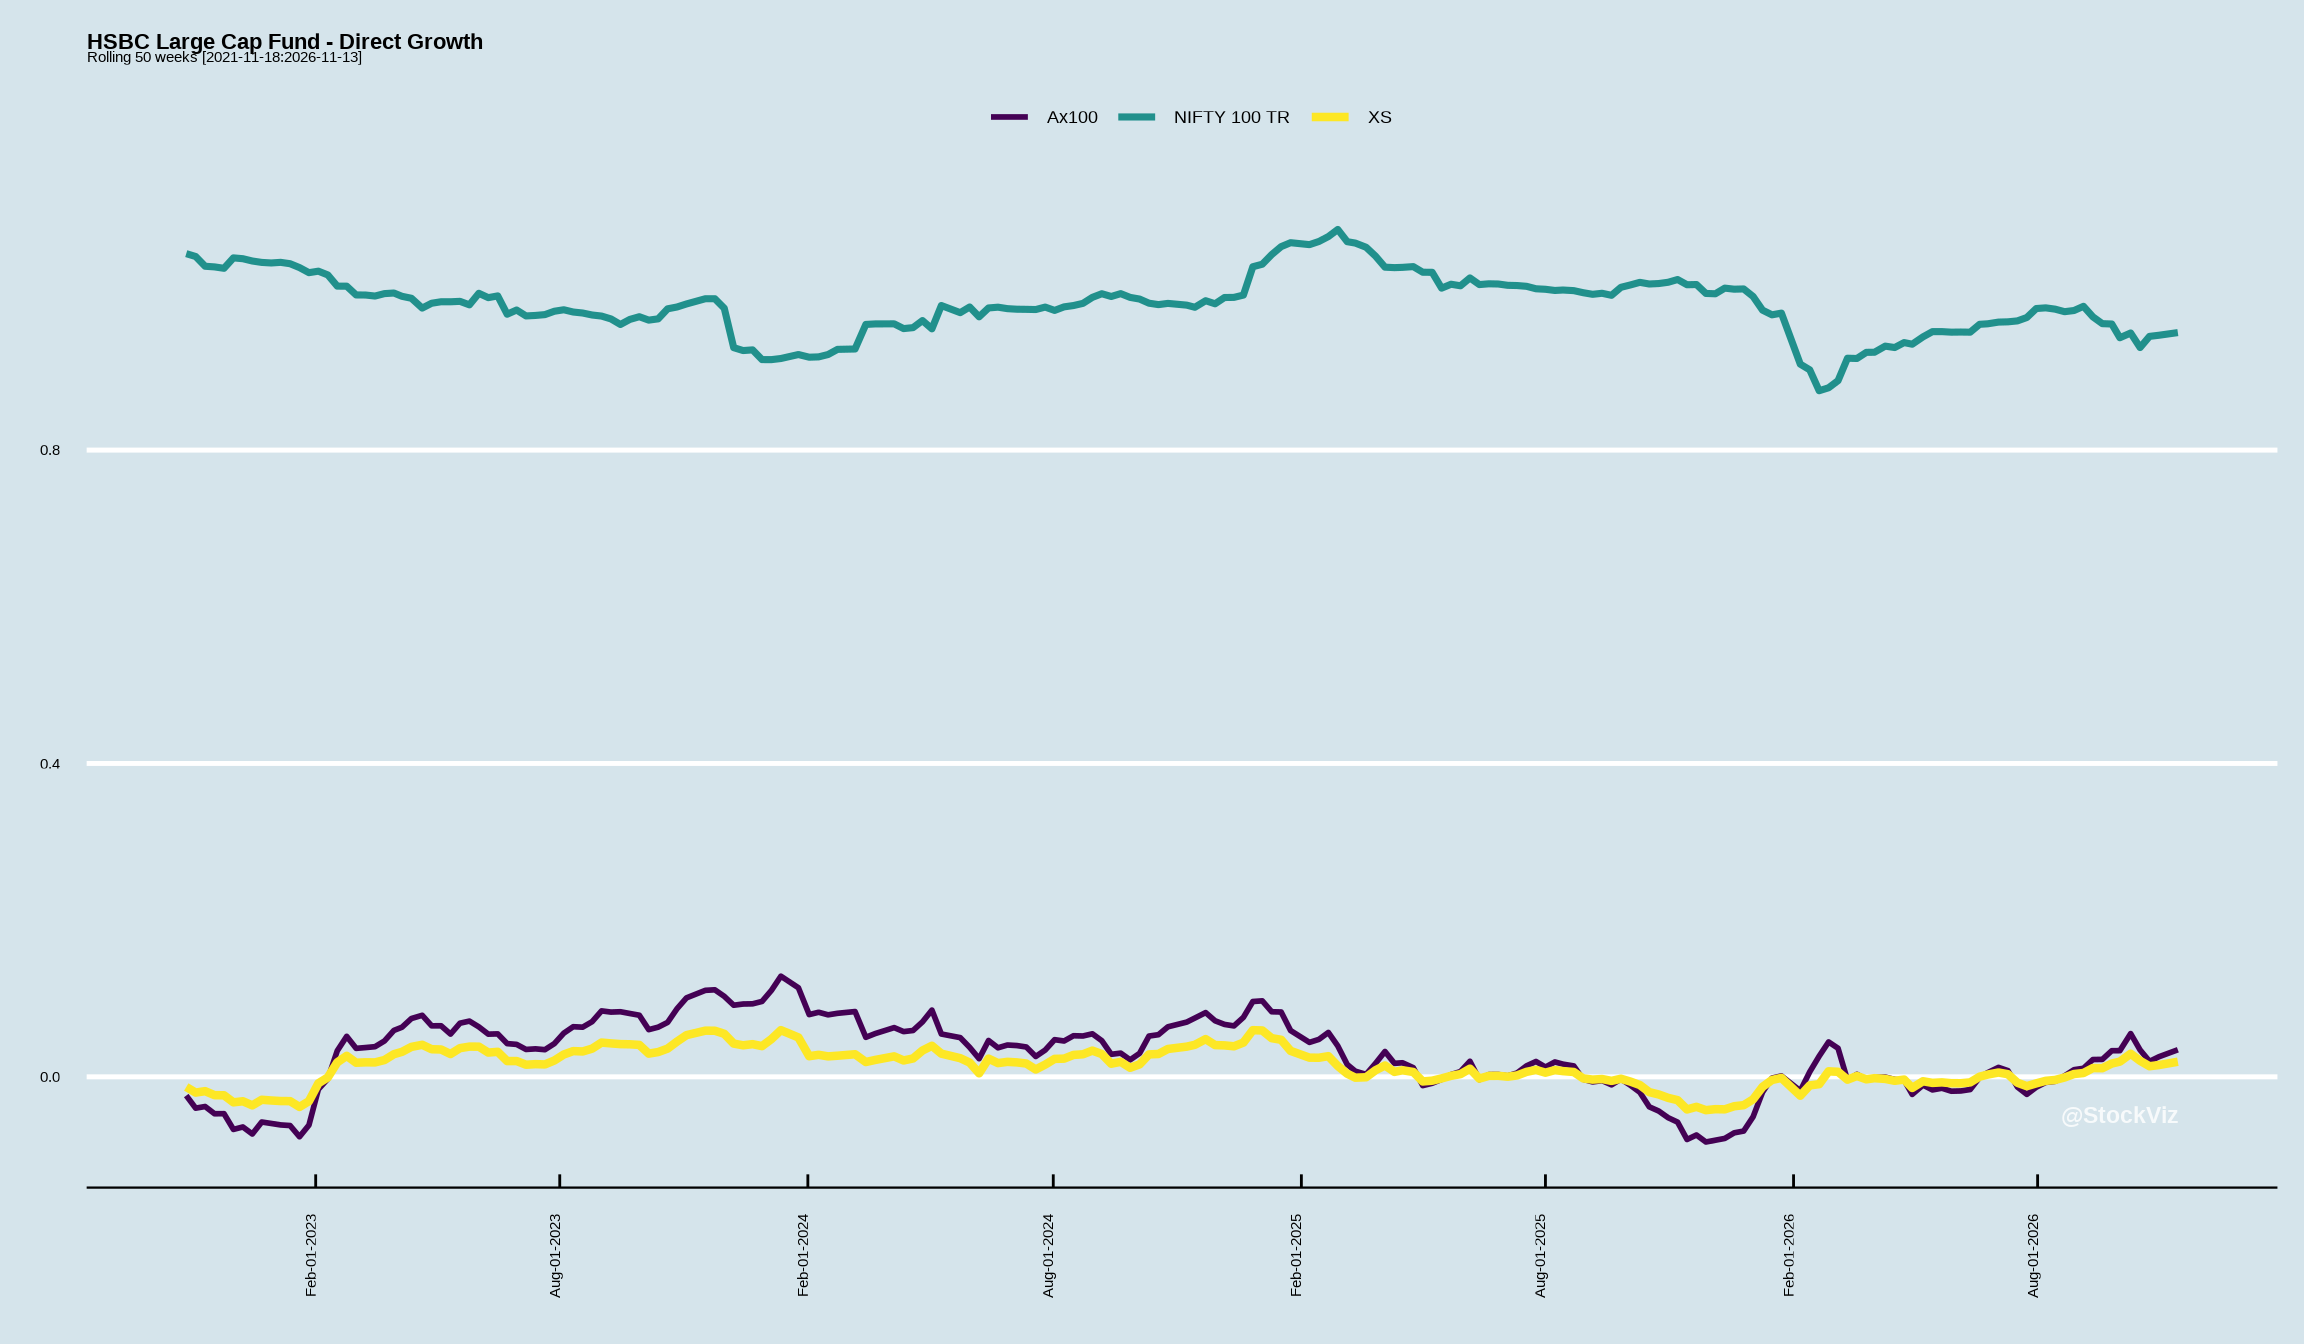 HSBC Large Cap Fund - Direct Growth
Rolling 50 weeks [2021-11-18:2026-11-13]
Ax100 NIFTY 100 TR XS
0.8
0.4
0.0
@StockViz
Feb-01-2023
Aug-01-2023
Feb-01-2024
Aug-01-2024
Feb-01-2025
Aug-01-2025
Feb-01-2026
Aug-01-2026